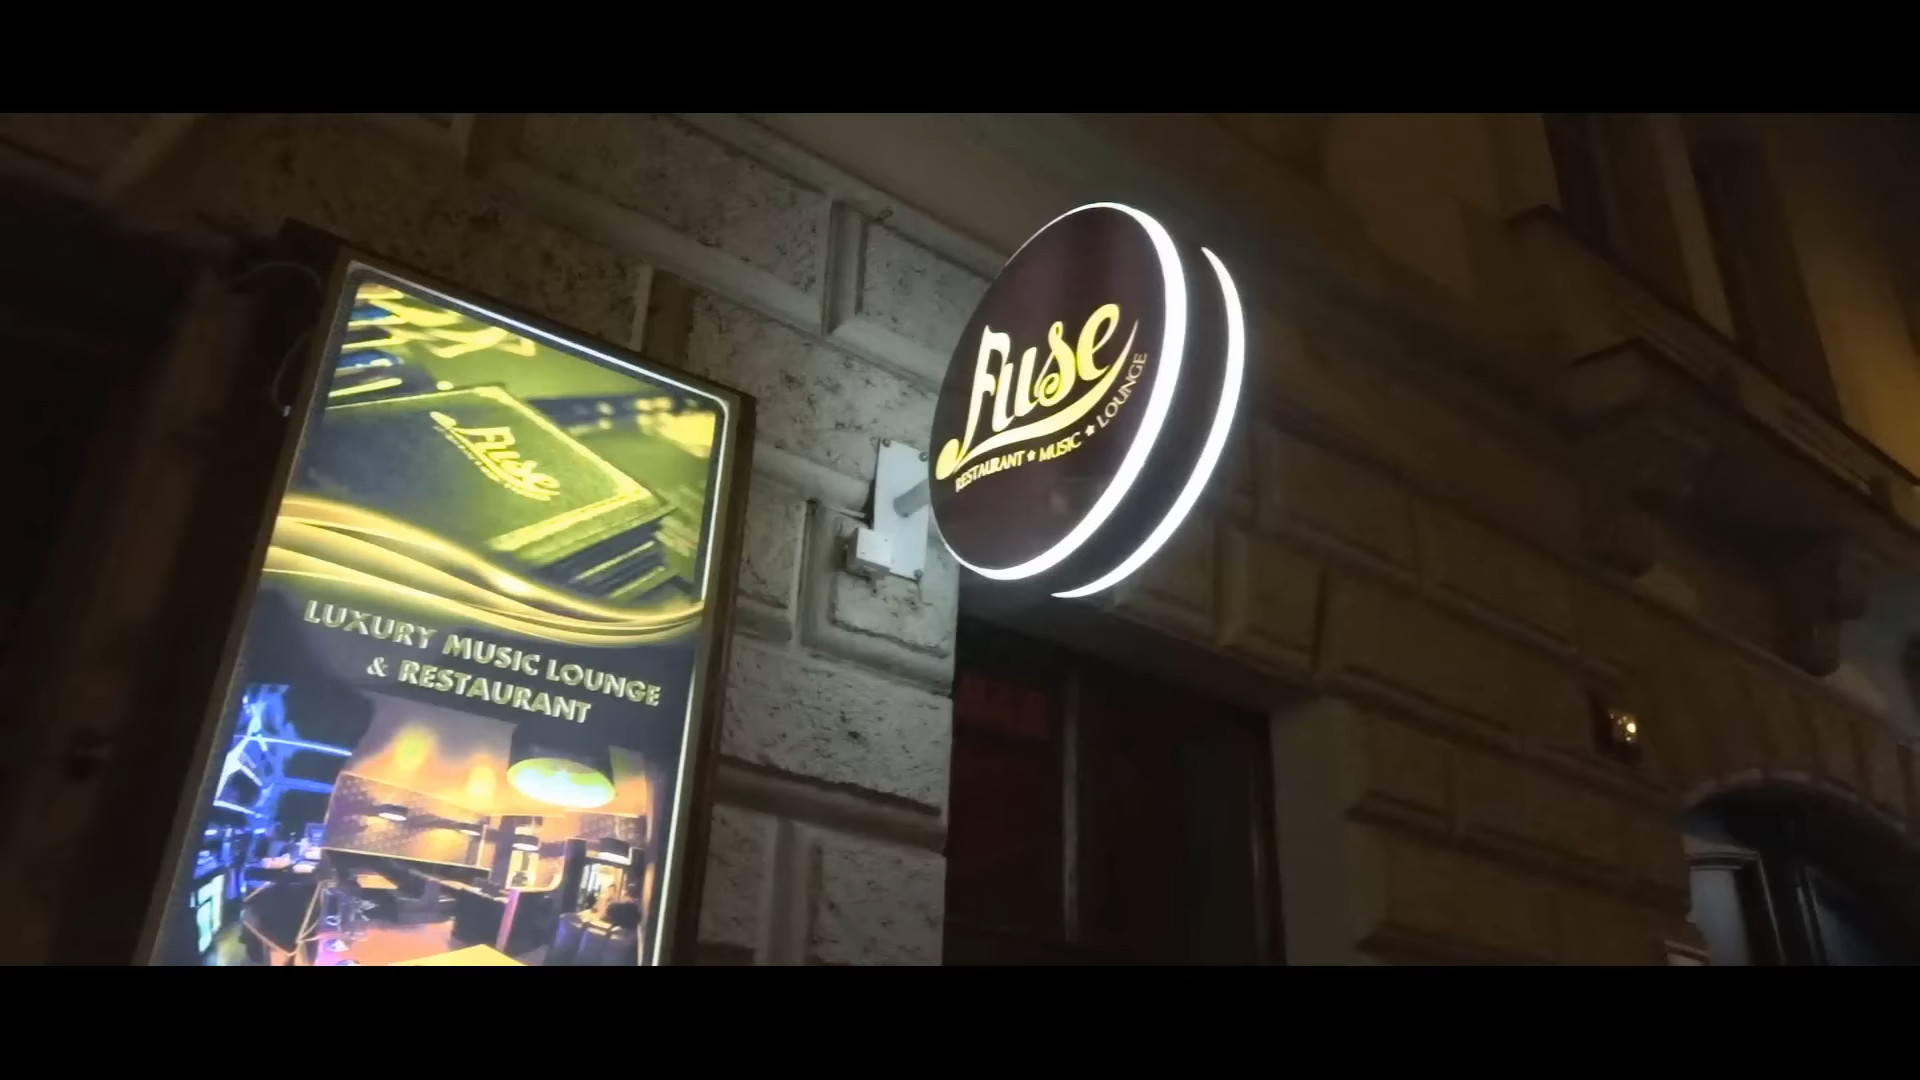 Fuse
LUXURY MUSIC LOUNGE
& RESTAURANT
Fuse
RESTAURANT ★ MUSIC ★ LOUNGE